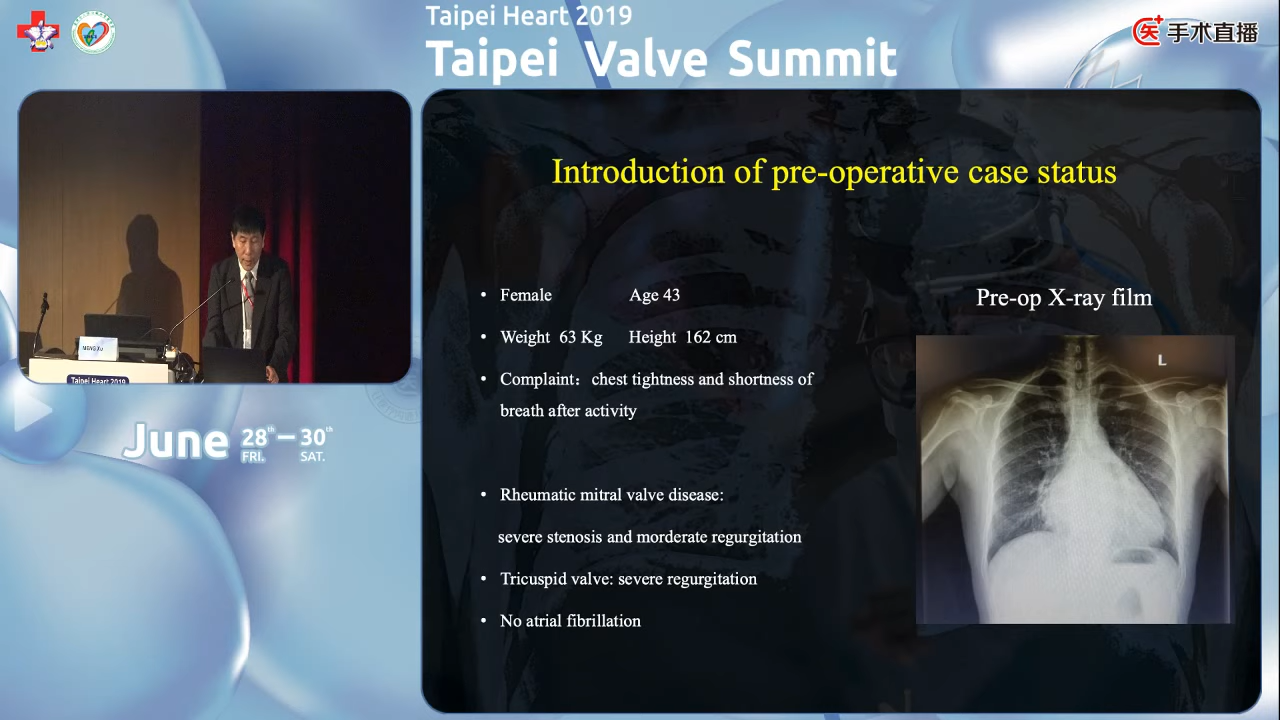 Taipei Heart 2019
Taipei Valve Summit
手术直播
MENG XU
Taipei Heart 2019
June 28th — 30th
FRI. SAT.
Introduction of pre-operative case status
• Female Age 43
• Weight 63 Kg Height 162 cm
• Complaint：chest tightness and shortness of
breath after activity
• Rheumatic mitral valve disease:
severe stenosis and morderate regurgitation
• Tricuspid valve: severe regurgitation
• No atrial fibrillation
Pre-op X-ray film
L